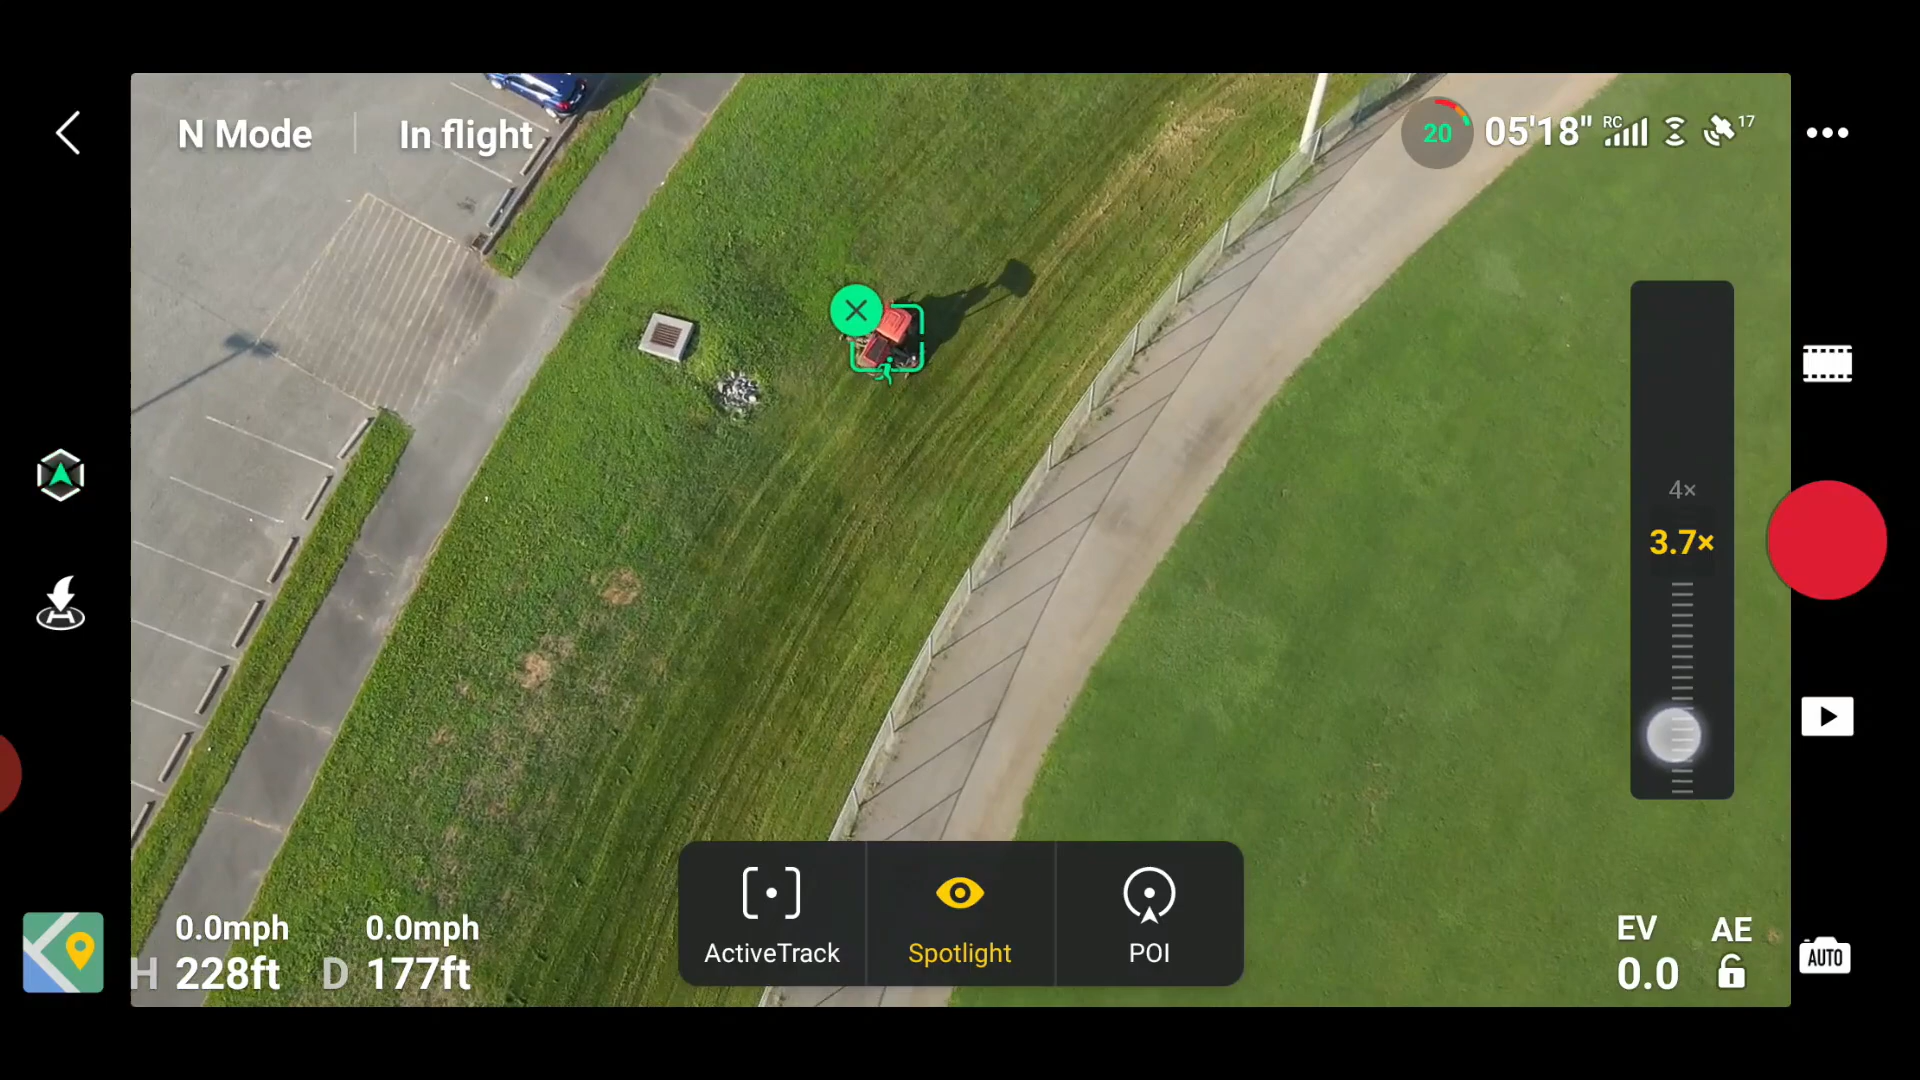 N Mode
In flight
20
05'18"
RC
17
4×
3.7×
ActiveTrack
Spotlight
POI
0.0mph
0.0mph
H 228ft
D 177ft
EV
0.0
AE
AUTO